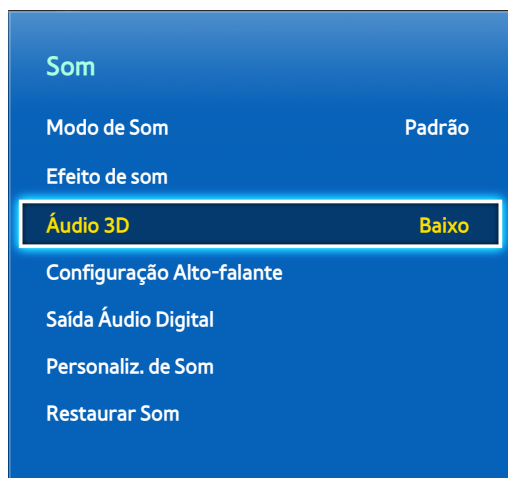 Som
Modo de Som Padrão
Efeito de som
Áudio 3D Baixo
Configuração Alto-falante
Saída Áudio Digital
Personaliz. de Som
Restaurar Som